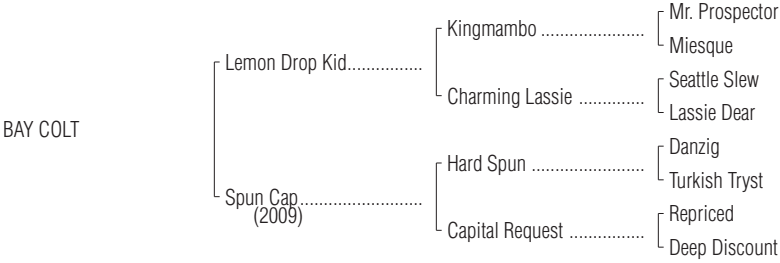 Mr. Prospector
Kingmambo .....................
Miesque
Lemon Drop Kid...............
Seattle Slew
Charming Lassie .............
Lassie Dear
BAY COLT
Danzig
Hard Spun .......................
Turkish Tryst
Spun Cap.........................
(2009)
Repriced
Capital Request ...............
Deep Discount